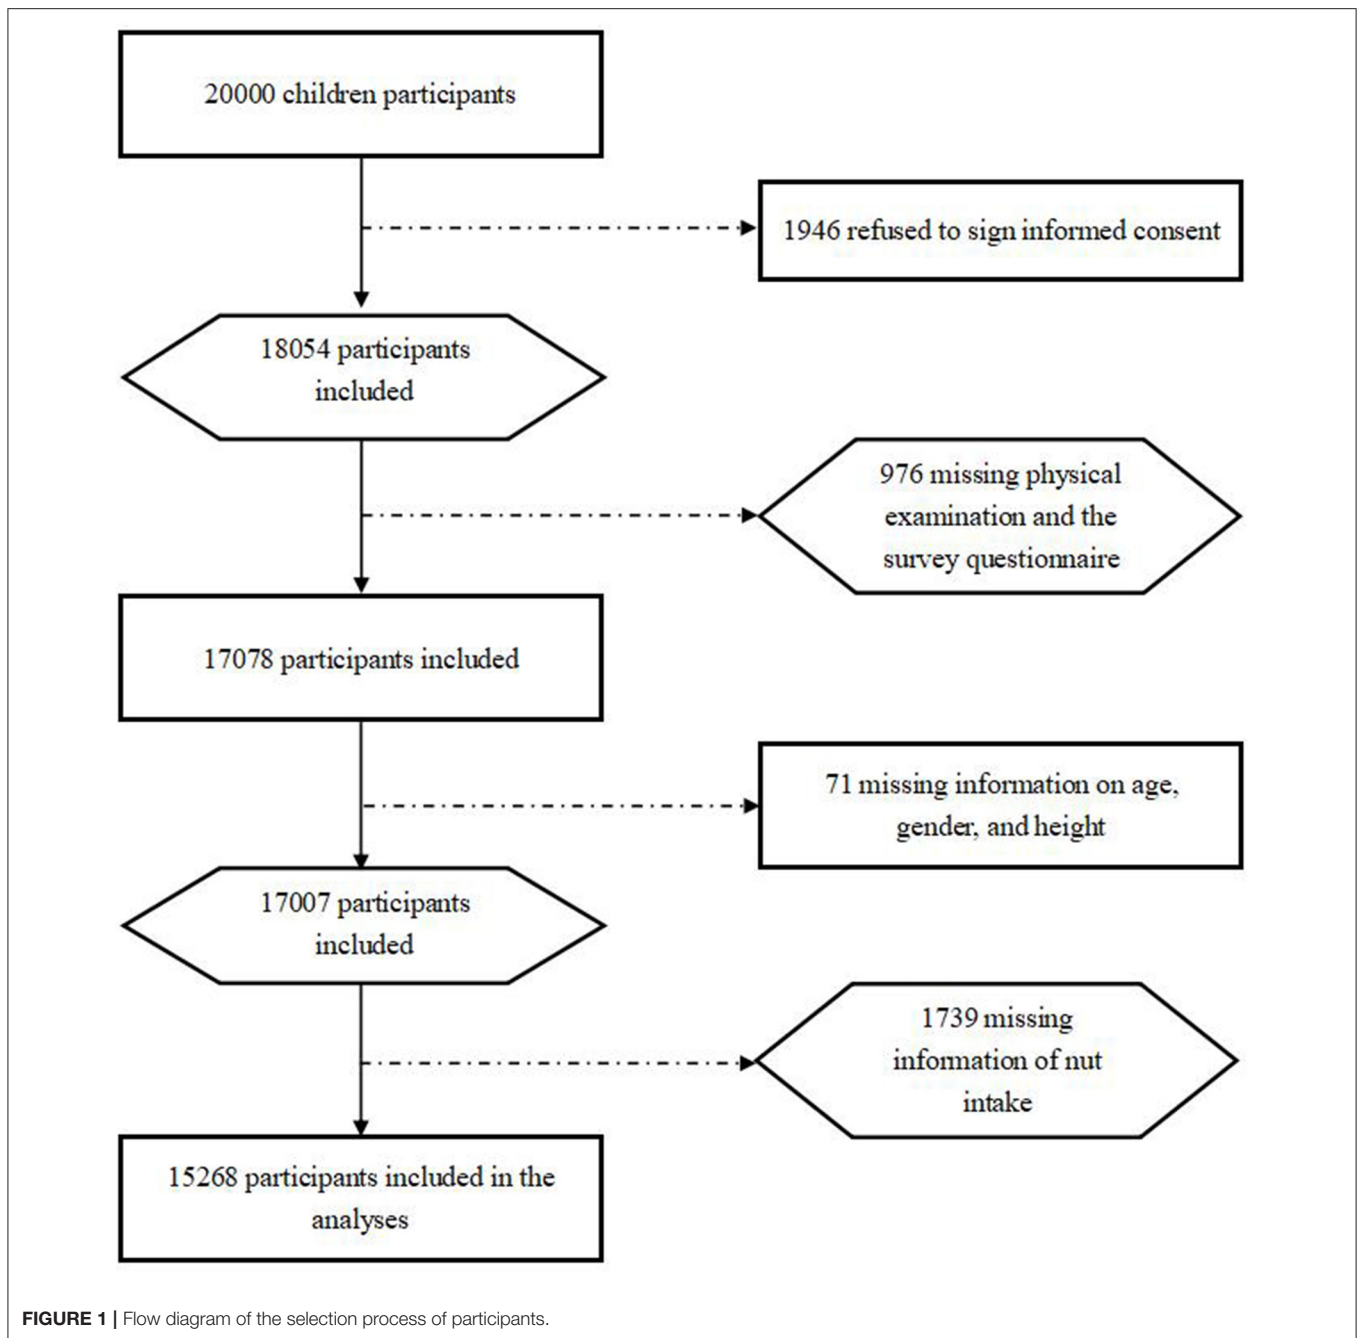 20000 children participants
1946 refused to sign informed consent
18054 participants
included
976 missing physical
examination and the
survey questionnaire
17078 participants included
71 missing information on age,
gender, and height
17007 participants
included
1739 missing
information of nut
intake
15268 participants included in the
analyses
FIGURE 1 | Flow diagram of the selection process of participants.